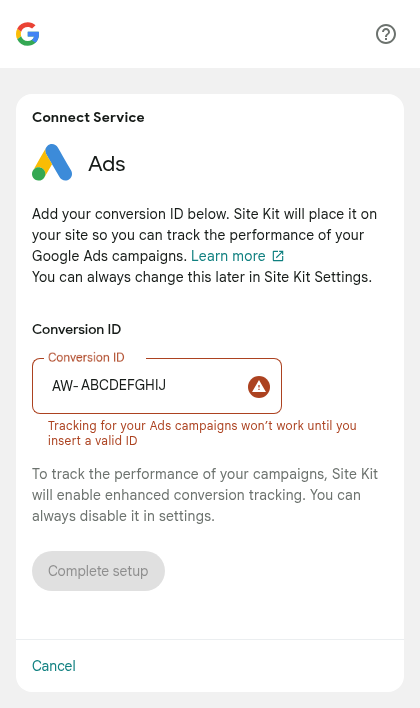 Connect Service
Ads
Add your conversion ID below. Site Kit will place it on
your site so you can track the performance of your
Google Ads campaigns. Learn more
You can always change this later in Site Kit Settings.
Conversion ID
Conversion ID
AW- ABCDEFGHIJ
Tracking for your Ads campaigns won’t work until you
insert a valid ID
To track the performance of your campaigns, Site Kit
will enable enhanced conversion tracking. You can
always disable it in settings.
Complete setup
Cancel